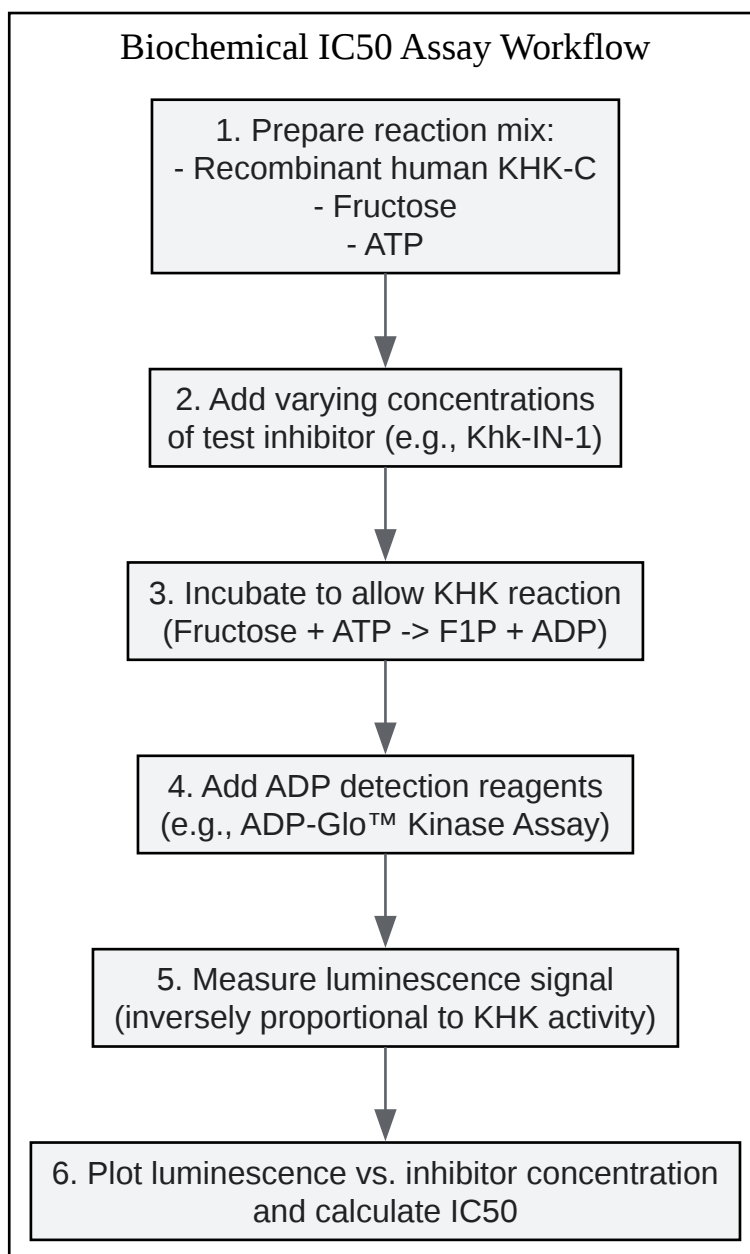 Biochemical IC50 Assay Workflow
1. Prepare reaction mix:
- Recombinant human KHK-C
- Fructose
- ATP
2. Add varying concentrations
of test inhibitor (e.g., Khk-IN-1)
3. Incubate to allow KHK reaction
(Fructose + ATP -> F1P + ADP)
4. Add ADP detection reagents
(e.g., ADP-Glo™ Kinase Assay)
5. Measure luminescence signal
(inversely proportional to KHK activity)
6. Plot luminescence vs. inhibitor concentration
and calculate IC50